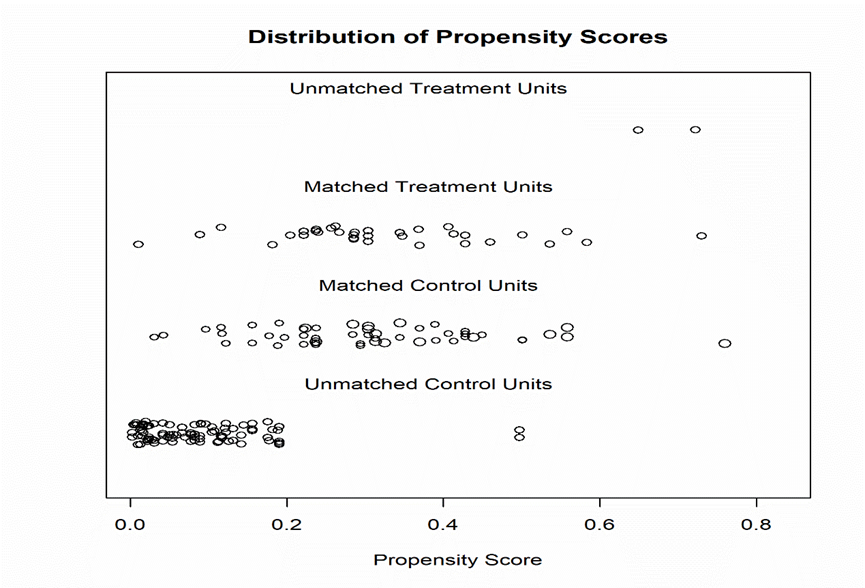 Distribution of Propensity Scores
Unmatched Treatment Units
Matched Treatment Units
Matched Control Units
Unmatched Control Units
0.0 0.2 0.4 0.6 0.8
Propensity Score